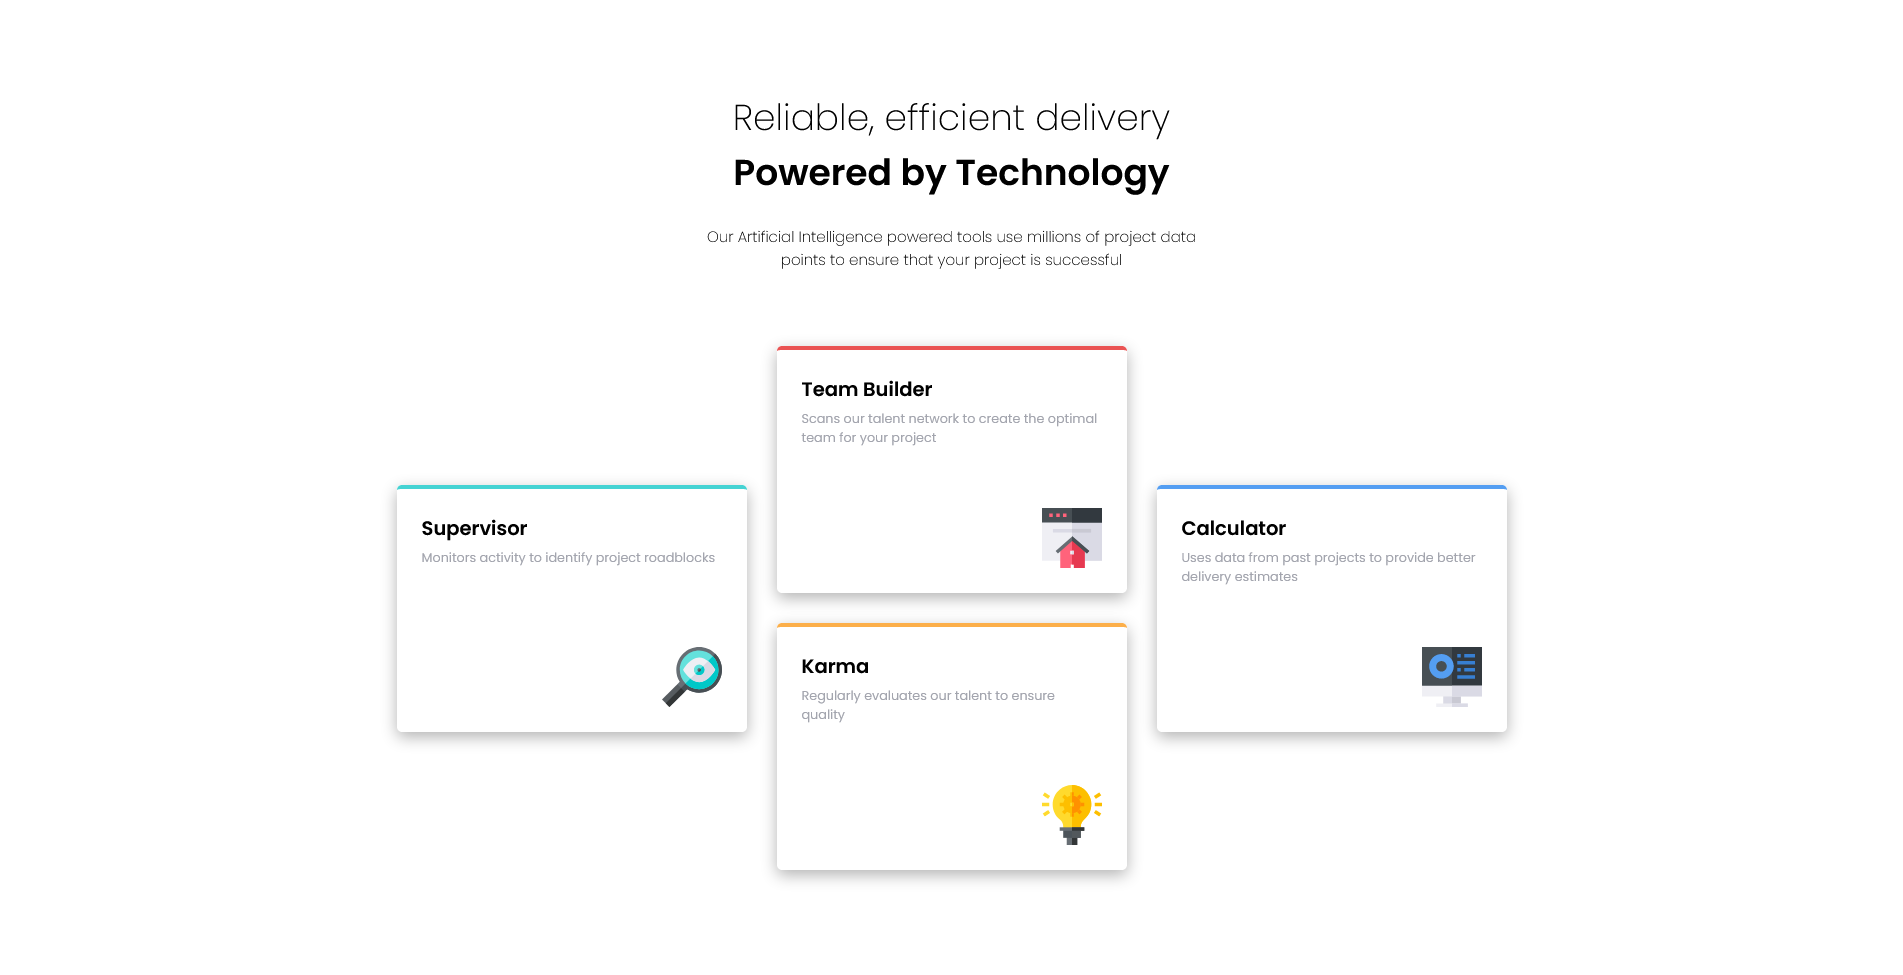 Reliable, efficient delivery
Powered by Technology
Our Artificial Intelligence powered tools use millions of project data
points to ensure that your project is successful
Team Builder
Scans our talent network to create the optimal
team for your project
Supervisor
Monitors activity to identify project roadblocks
Calculator
Uses data from past projects to provide better
delivery estimates
Karma
Regularly evaluates our talent to ensure
quality